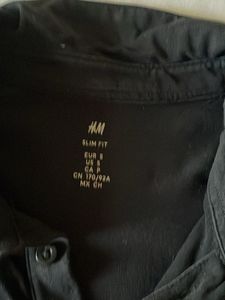 H&M
SLIM FIT
EUR S
US S
CA P
CN 170/92A
MX CH